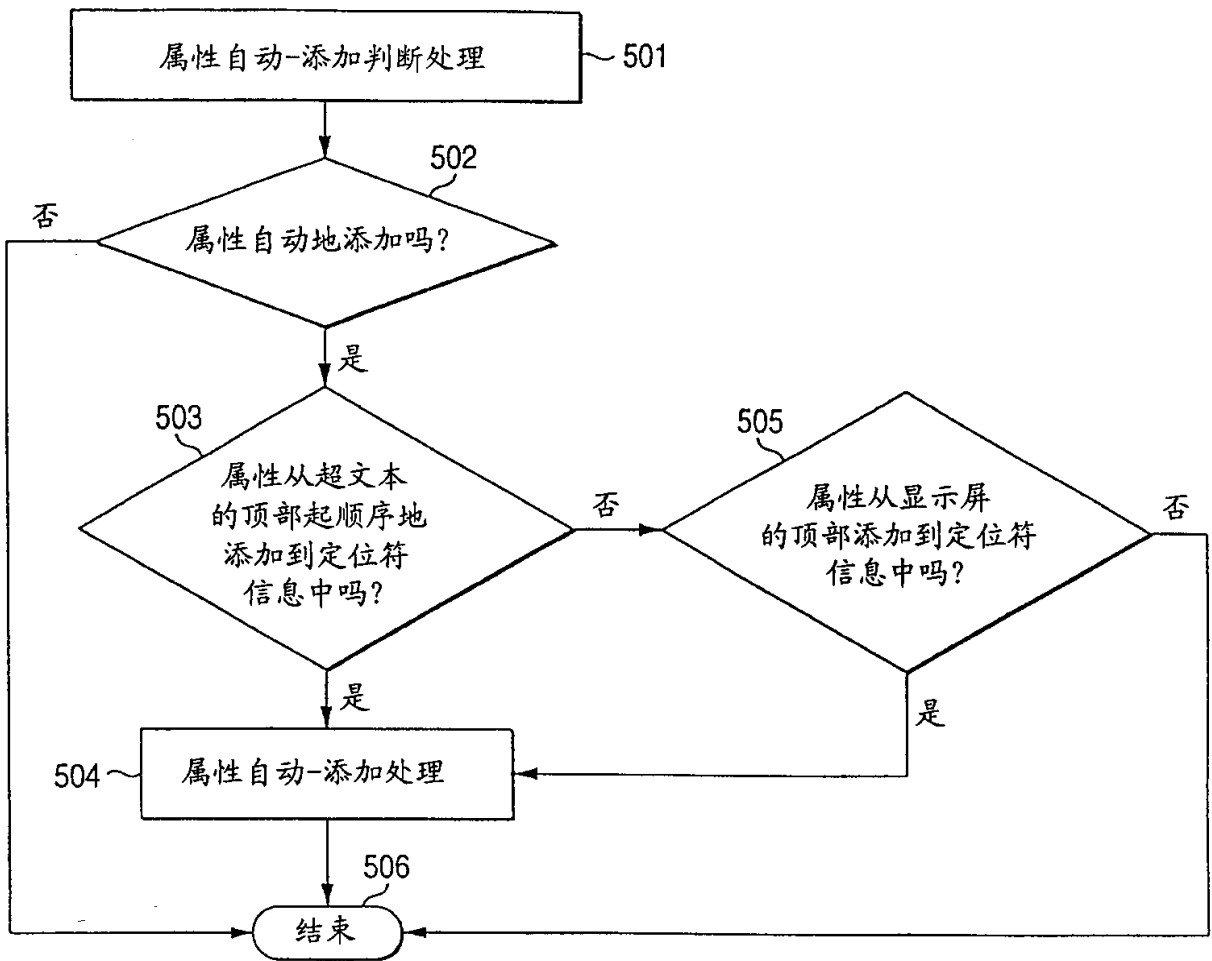 属性自动-添加判断处理
501
502
否
属性自动地添加吗?
是
503
505
属性从超文本
的顶部起顺序地
添加到定位符
信息中吗?
否
属性从显示屏
的顶部添加到定位符
信息中吗?
否
是
是
504
属性自动-添加处理
506
结束